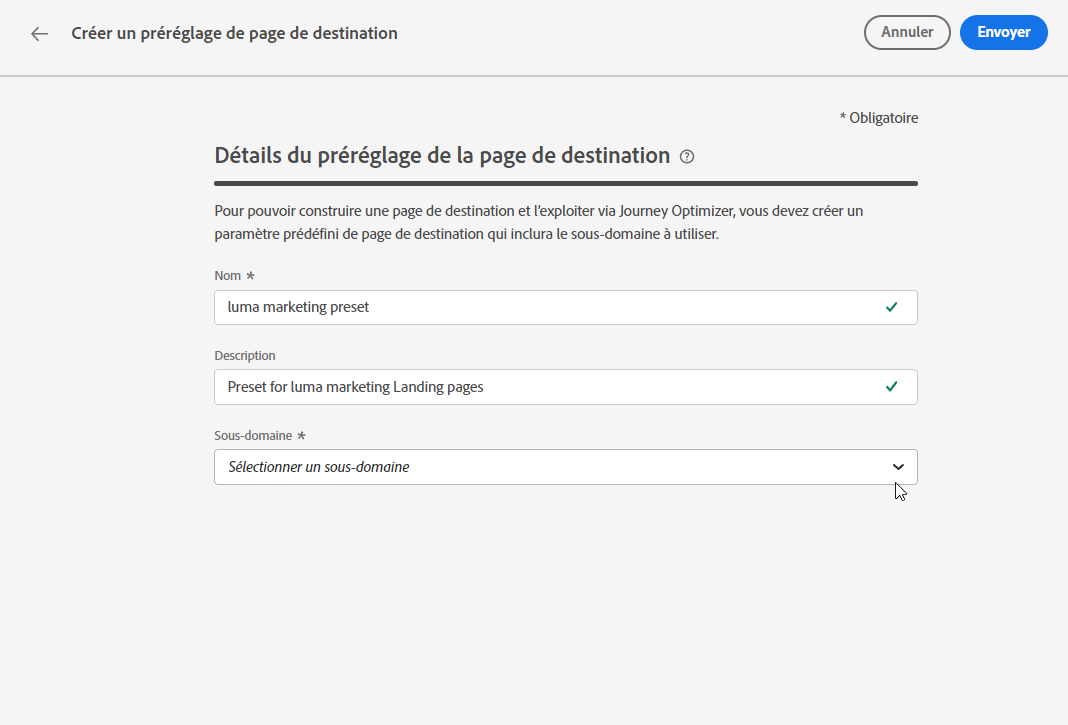 Créer un préréglage de page de destination
Annuler
Envoyer
* Obligatoire
Détails du préréglage de la page de destination
Pour pouvoir construire une page de destination et l'exploiter via Journey Optimizer, vous devez créer un
paramètre prédéfini de page de destination qui inclura le sous-domaine à utiliser.
Nom *
luma marketing preset
Description
Preset for luma marketing Landing pages
Sous-domaine *
Sélectionner un sous-domaine